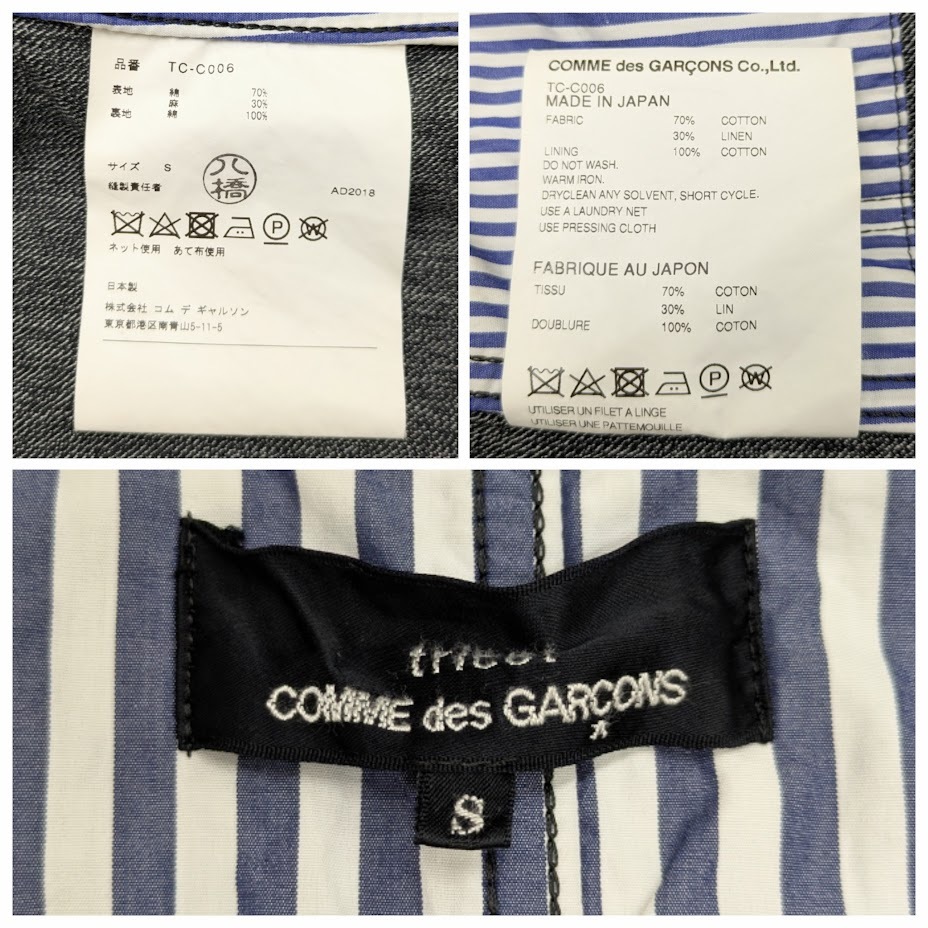 品番 TC-C006
表地 綿 70%
麻 30%
裏地 綿 100%
サイズ S
八橋
縫製責任者
AD2018
P W
ネット使用 あて布使用
日本製
株式会社 コム デ ギャルソン
東京都港区南青山5-11-5
COMME des GARÇONS Co.,Ltd.
TC-C006
MADE IN JAPAN
FABRIC 70% COTTON
30% LINEN
LINING 100% COTTON
DO NOT WASH.
WARM IRON.
DRYCLEAN ANY SOLVENT, SHORT CYCLE.
USE A LAUNDRY NET
USE PRESSING CLOTH
FABRIQUE AU JAPON
TISSU 70% COTON
30% LIN
DOUBLURE 100% COTON
P W
UTILISER UN FILET A LINGE
UTILISER UNE PATTEMOUILLE
tricot
COMME des GARÇONS
S